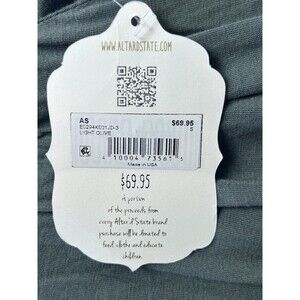 WWW.ALTARDSTATE.COM
AS
$69.95
S
LIGHT OLIVE
Made in USA
$69.95
A portion
of the proceeds from
every Altar'd State brand
purchase will be donated to
feed, clothe and educate
children.